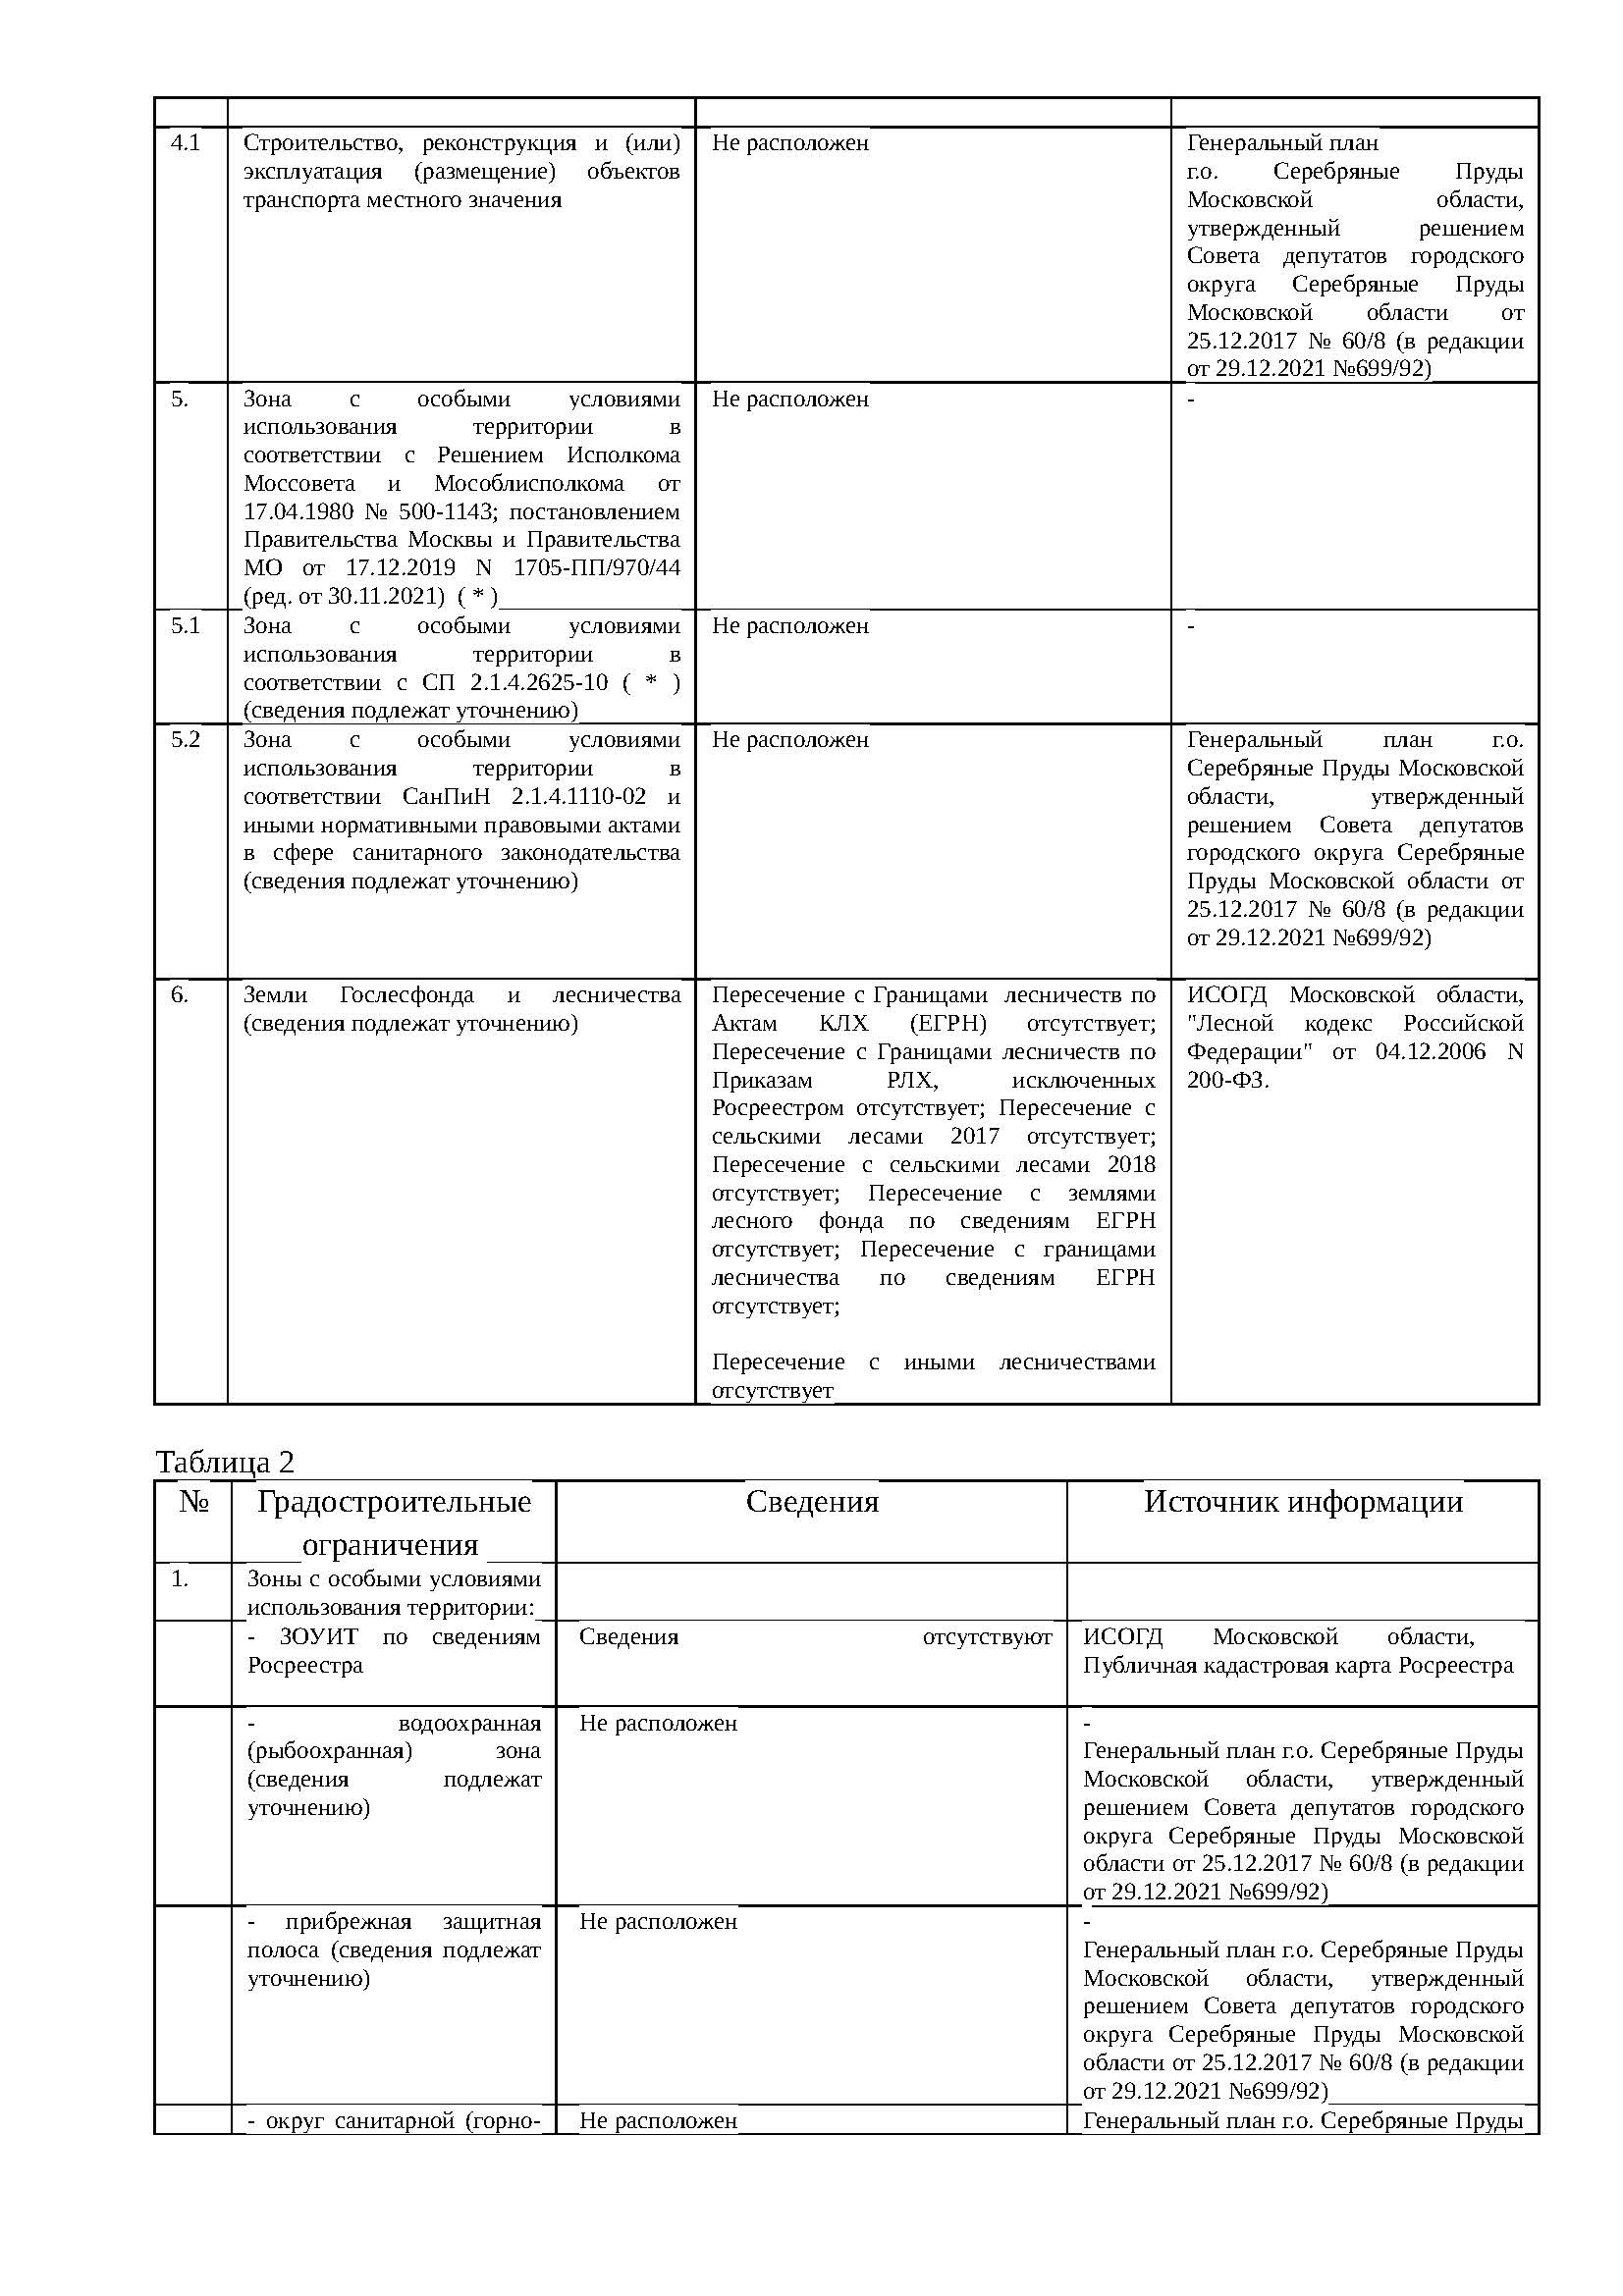 4.1
Строительство, реконструкция и (или)
эксплуатация (размещение) объектов
транспорта местного значения
Не расположен
Генеральный план
г.о. Серебряные Пруды
Московской области,
утвержденный решением
Совета депутатов городского
округа Серебряные Пруды
Московской области от
25.12.2017 № 60/8 (в редакции
от 29.12.2021 №699/92)
5.
Зона с особыми условиями
использования территории в
соответствии с Решением Исполкома
Моссовета и Мособлисполкома от
17.04.1980 № 500-1143; постановлением
Правительства Москвы и Правительства
МО от 17.12.2019 N 1705-ПП/970/44
(ред. от 30.11.2021) ( * )
Не расположен
-
5.1
Зона с особыми условиями
использования территории в
соответствии с СП 2.1.4.2625-10 ( * )
(сведения подлежат уточнению)
Не расположен
-
5.2
Зона с особыми условиями
использования территории в
соответствии СанПиН 2.1.4.1110-02 и
иными нормативными правовыми актами
в сфере санитарного законодательства
(сведения подлежат уточнению)
Не расположен
Генеральный план г.о.
Серебряные Пруды Московской
области, утвержденный
решением Совета депутатов
городского округа Серебряные
Пруды Московской области от
25.12.2017 № 60/8 (в редакции
от 29.12.2021 №699/92)
6.
Земли Гослесфонда и лесничества
(сведения подлежат уточнению)
Пересечение с Границами лесничеств по
Актам КЛХ (ЕГРН) отсутствует;
Пересечение с Границами лесничеств по
Приказам РЛХ, исключенных
Росреестром отсутствует; Пересечение с
сельскими лесами 2017 отсутствует;
Пересечение с сельскими лесами 2018
отсутствует; Пересечение с землями
лесного фонда по сведениям ЕГРН
отсутствует; Пересечение с границами
лесничества по сведениям ЕГРН
отсутствует;
Пересечение с иными лесничествами
отсутствует
ИСОГД Московской области,
"Лесной кодекс Российской
Федерации" от 04.12.2006 N
200-ФЗ.
Таблица 2
№
Градостроительные
ограничения
Сведения
Источник информации
1.
Зоны с особыми условиями
использования территории:
- ЗОУИТ по сведениям
Росреестра
Сведения отсутствуют
ИСОГД Московской области,
Публичная кадастровая карта Росреестра
- водоохранная
(рыбоохранная) зона
(сведения подлежат
уточнению)
Не расположен
-
Генеральный план г.о. Серебряные Пруды
Московской области, утвержденный
решением Совета депутатов городского
округа Серебряные Пруды Московской
области от 25.12.2017 № 60/8 (в редакции
от 29.12.2021 №699/92)
- прибрежная защитная
полоса (сведения подлежат
уточнению)
Не расположен
-
Генеральный план г.о. Серебряные Пруды
Московской области, утвержденный
решением Совета депутатов городского
округа Серебряные Пруды Московской
области от 25.12.2017 № 60/8 (в редакции
от 29.12.2021 №699/92)
- округ санитарной (горно-
Не расположен
Генеральный план г.о. Серебряные Пруды